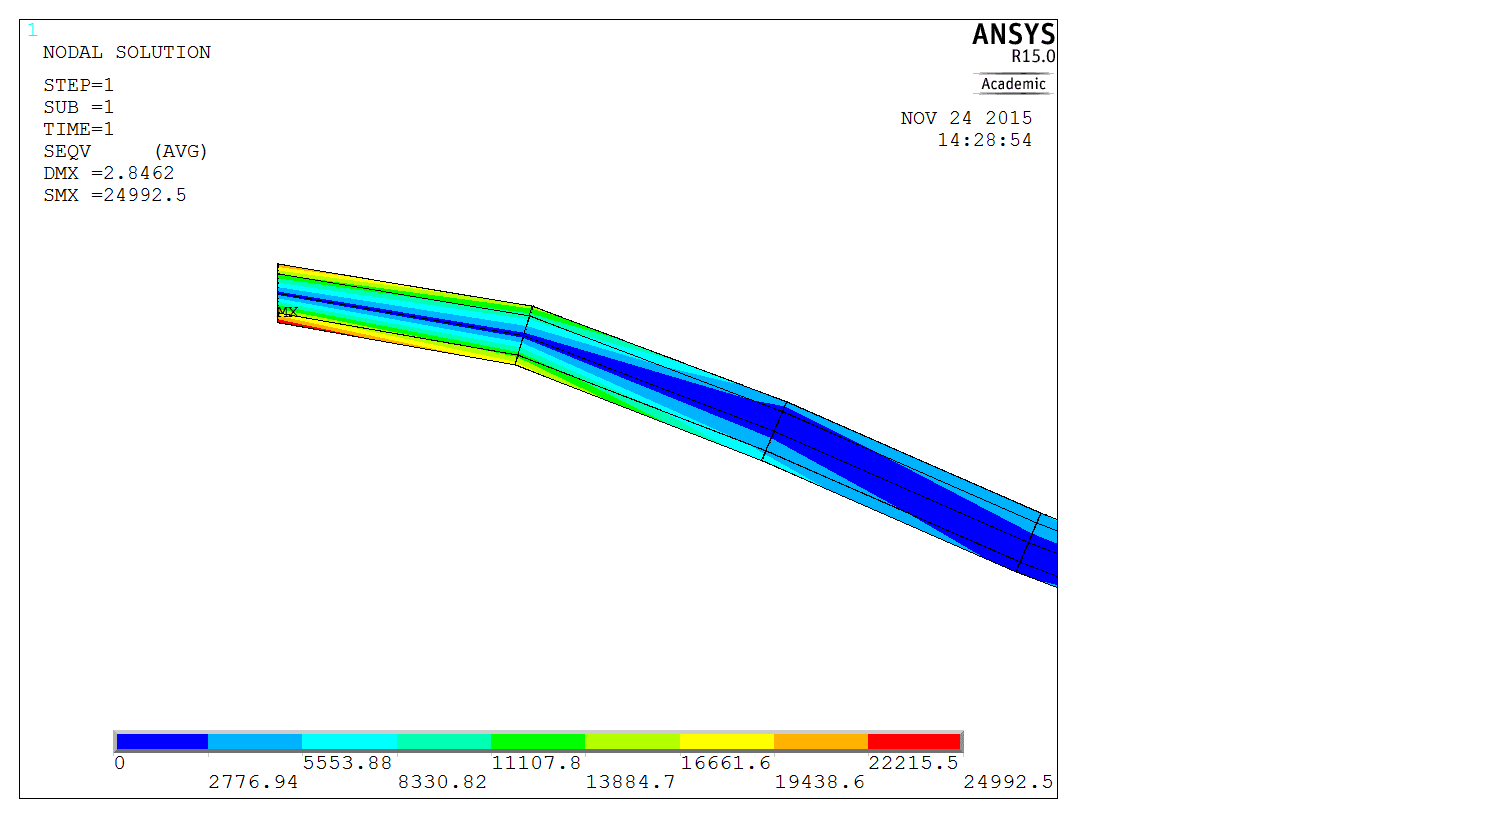 1
NODAL SOLUTION
STEP=1
SUB =1
TIME=1
SEQV     (AVG)
DMX =2.8462
SMX =24992.5
ANSYS
R15.0
Academic
NOV 24 2015
14:28:54
MX
0 5553.88 11107.8 16661.6 22215.5
2776.94 8330.82 13884.7 19438.6 24992.5